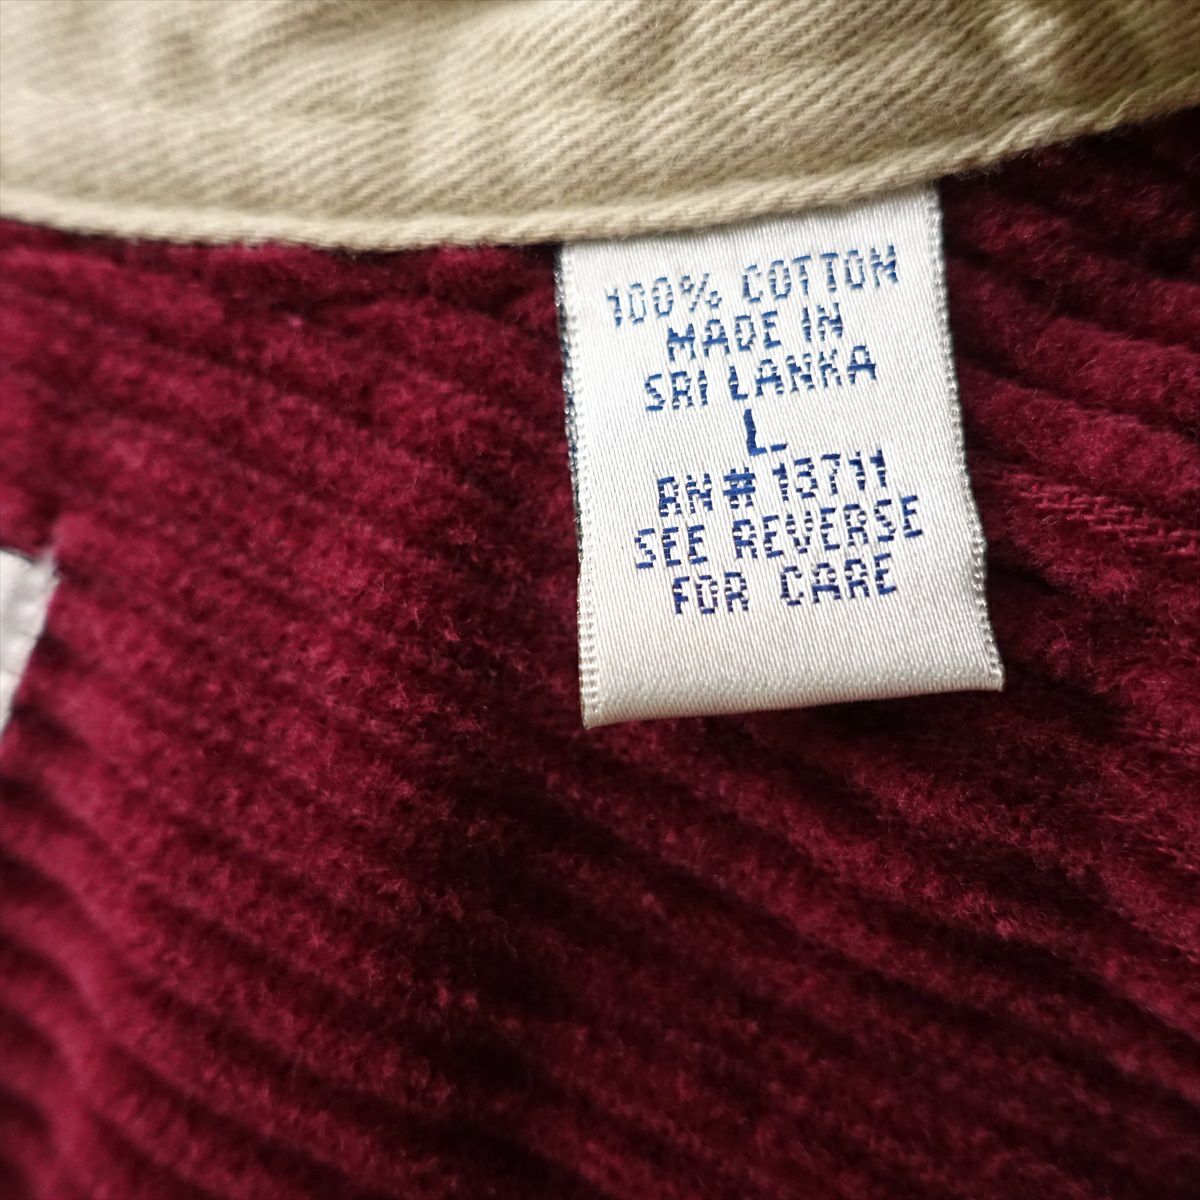 100% COTTON
MADE IN
SRI LANKA
L
RN# 13711
SEE REVERSE
FOR CARE